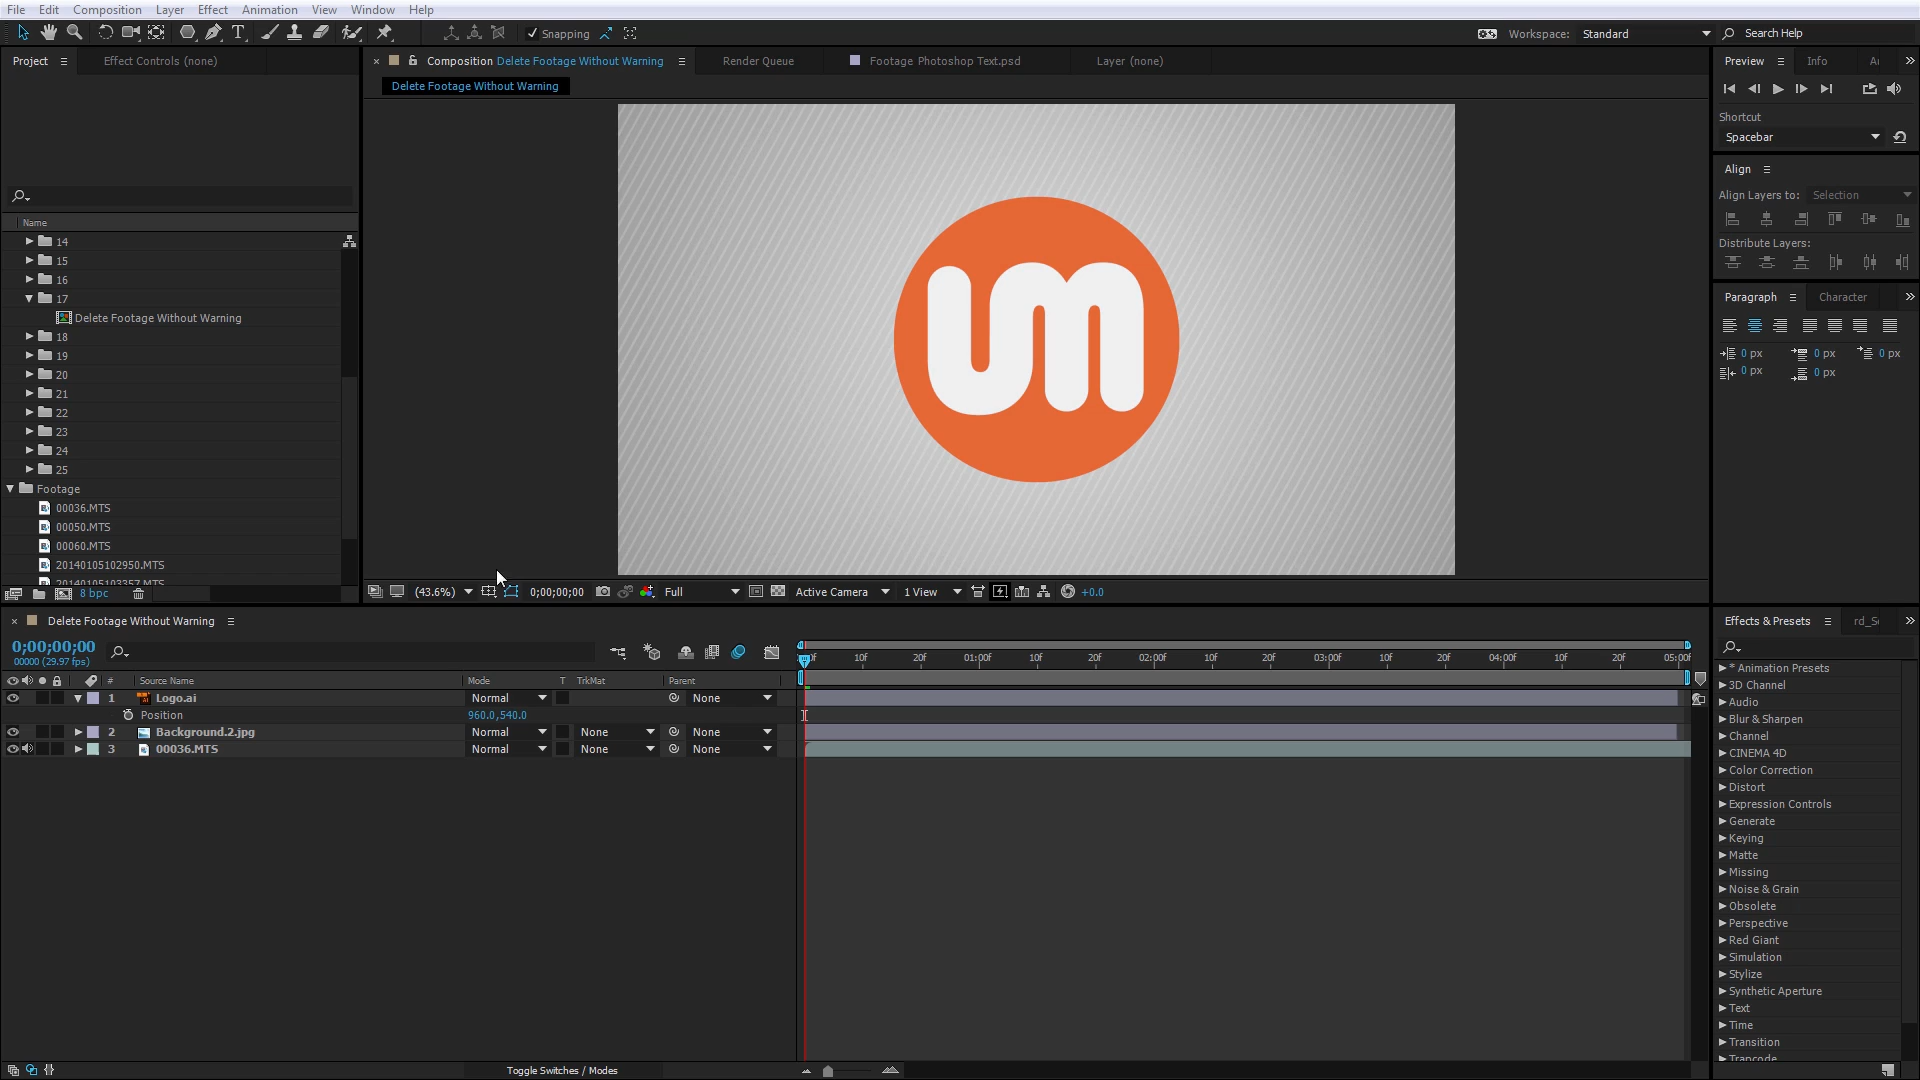 File Edit Composition Layer Effect Animation View Window Help
Snapping
Workspace: Standard
Search Help
Project
Effect Controls (none)
Composition Delete Footage Without Warning
Render Queue
Footage Photoshop Text.psd
Layer (none)
Delete Footage Without Warning
Preview
Info
Shortcut
Spacebar
Align
Align Layers to: Selection
Distribute Layers:
Paragraph
Character
0 px
0 px
0 px
0 px
0 px
Name
14
15
16
17
Delete Footage Without Warning
18
19
20
21
22
23
24
25
Footage
00036.MTS
00050.MTS
00060.MTS
20140105102950.MTS
20140105103357.MTS
8 bpc
um
(43.6%)
0;00;00;00
Full
Active Camera
1 View
+0.0
Delete Footage Without Warning
0;00;00;00
00000 (29.97 fps)
10f 20f 01:00f 10f 20f 02:00f 10f 20f 03:00f 10f 20f 04:00f 10f 20f 05:00f
# Source Name Mode T TrkMat Parent
1 Logo.ai Normal None
Position 960.0,540.0
2 Background.2.jpg Normal None None
3 00036.MTS Normal None None
Toggle Switches / Modes
Effects & Presets
* Animation Presets
3D Channel
Audio
Blur & Sharpen
Channel
CINEMA 4D
Color Correction
Distort
Expression Controls
Generate
Keying
Matte
Missing
Noise & Grain
Obsolete
Perspective
Red Giant
Simulation
Stylize
Synthetic Aperture
Text
Time
Transition
Trapcode